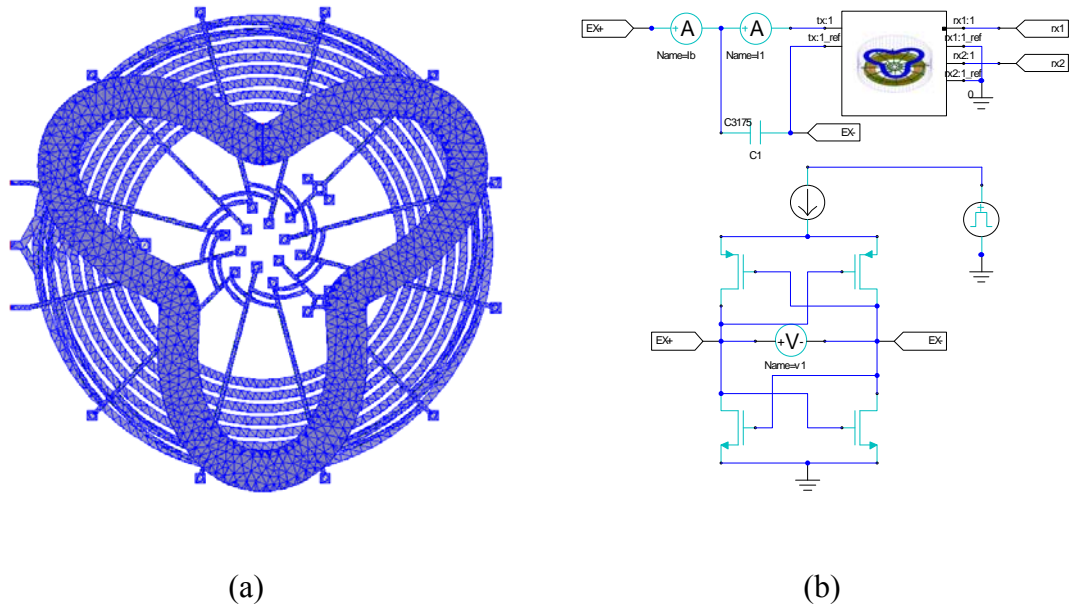 EX+
A
A
Name=Ib
Name=I1
tx:1
tx:1_ref
rx1:1
rx1:1_ref
rx2:1
rx2:1_ref
rx1
rx2
0
C3175
C1
EX-
EX+
+V-
EX-
Name=v1
(a)
(b)